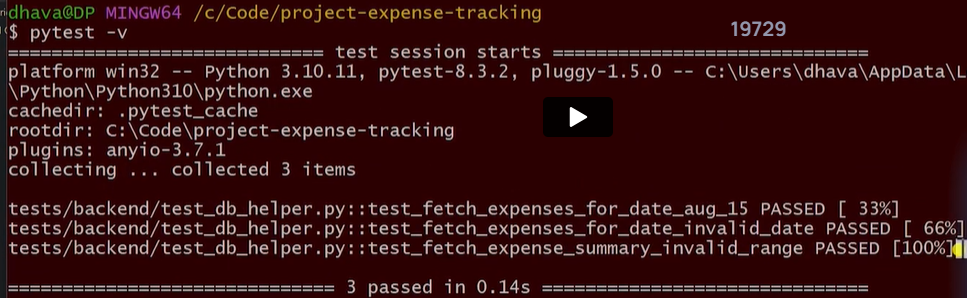 dhava@DP MINGW64 /c/Code/project-expense-tracking
$ pytest -v
19729
============================= test session starts =============================
platform win32 -- Python 3.10.11, pytest-8.3.2, pluggy-1.5.0 -- C:\Users\dhava\AppData\L
\Python\Python310\python.exe
cachedir: .pytest_cache
rootdir: C:\Code\project-expense-tracking
plugins: anyio-3.7.1
collecting ... collected 3 items
tests/backend/test_db_helper.py::test_fetch_expenses_for_date_aug_15 PASSED [ 33%]
tests/backend/test_db_helper.py::test_fetch_expenses_for_date_invalid_date PASSED [ 66%]
tests/backend/test_db_helper.py::test_fetch_expense_summary_invalid_range PASSED [100%]
============================== 3 passed in 0.14s ==============================